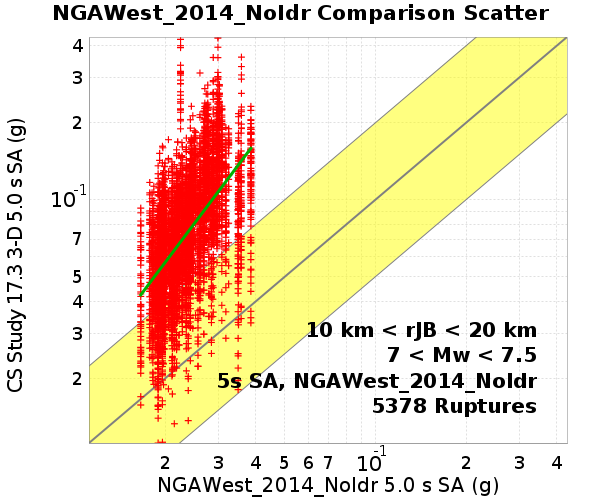 NGAWest_2014_NoIdr Comparison Scatter
CS Study 17.3 3-D 5.0 s SA (g)
4
3
2
10-1
7
5
4
3
2
10 km < rJB < 20 km
7 < Mw < 7.5
5s SA, NGAWest_2014_NoIdr
5378 Ruptures
2 3 4 5 6 7 10-1 2 3 4
NGAWest_2014_NoIdr 5.0 s SA (g)